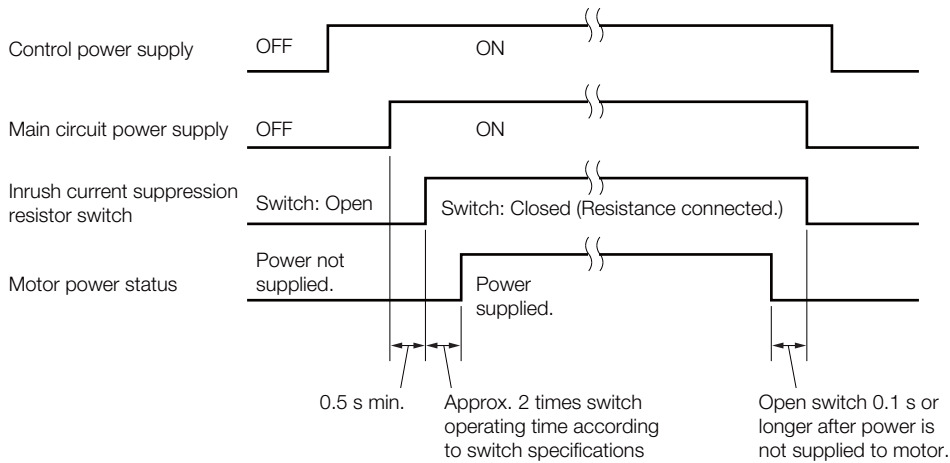 Control power supply
OFF
ON
Main circuit power supply
OFF
ON
Inrush current suppression
resistor switch
Switch: Open
Switch: Closed (Resistance connected.)
Motor power status
Power not
supplied.
Power
supplied.
0.5 s min.
Approx. 2 times switch
operating time according
to switch specifications
Open switch 0.1 s or
longer after power is
not supplied to motor.